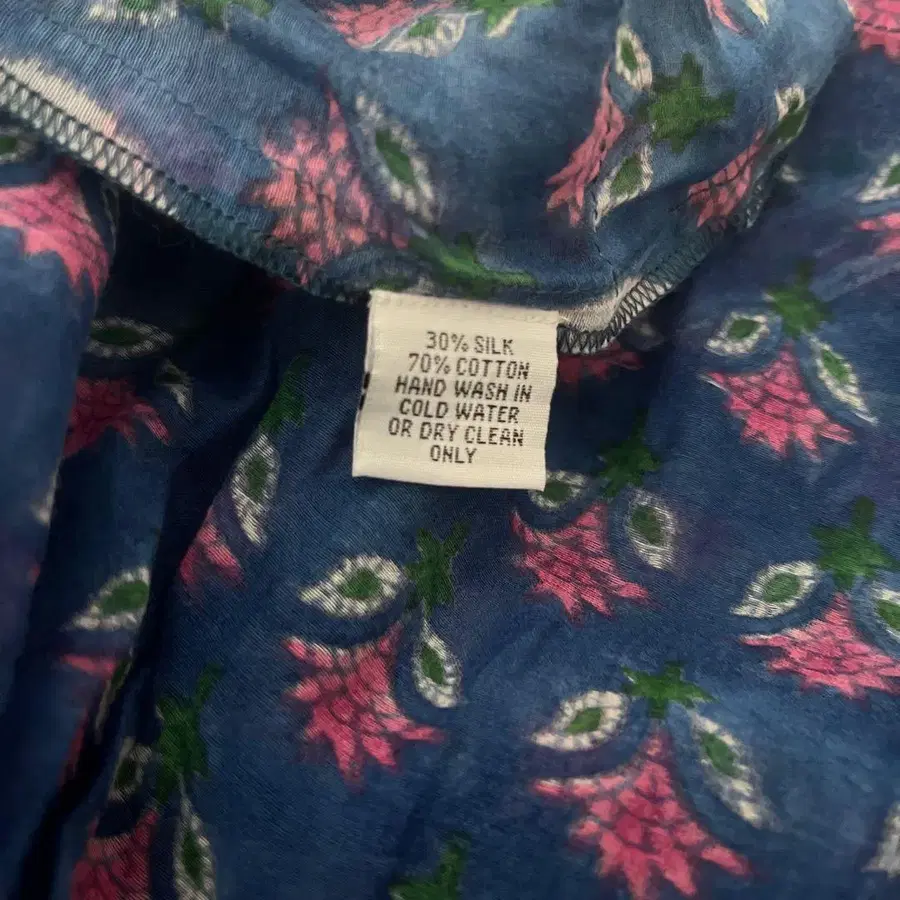 30% SILK
70% COTTON
HAND WASH IN
COLD WATER
OR DRY CLEAN
ONLY